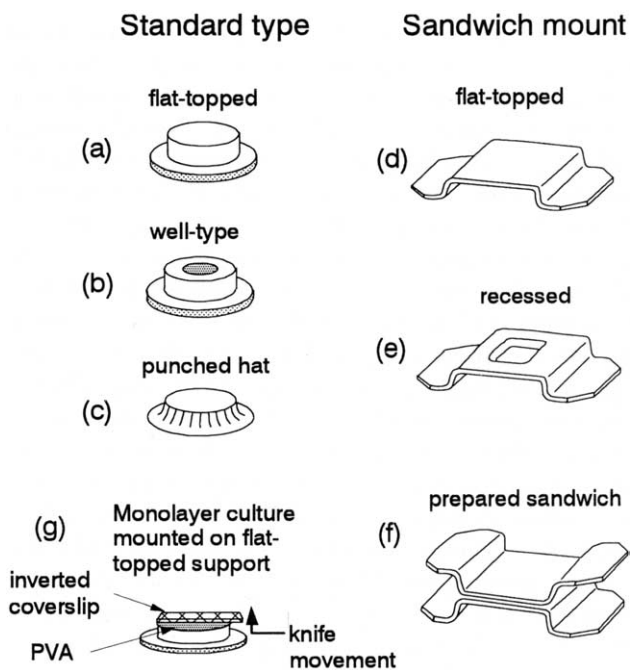 Standard type
Sandwich mount
flat-topped
(a)
well-type
(b)
punched hat
(c)
flat-topped
(d)
recessed
(e)
prepared sandwich
(f)
(g)
Monolayer culture
mounted on flat-
topped support
inverted
coverslip
PVA
knife
movement